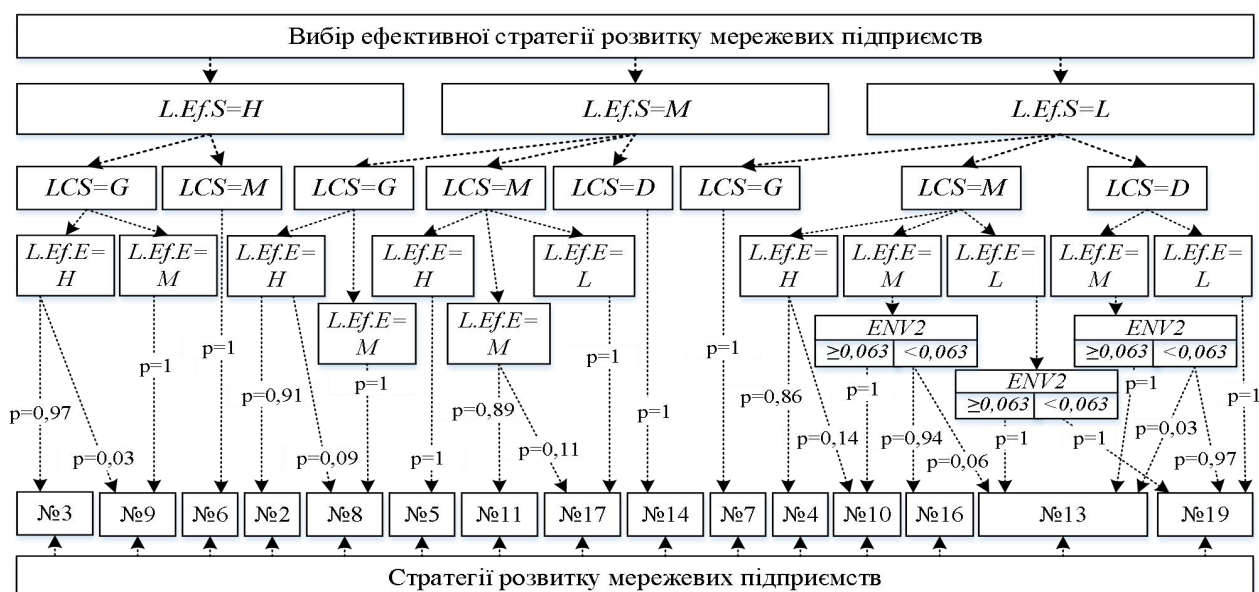 Вибір ефективної стратегії розвитку мережевих підприємств
L.Ef.S=H
L.Ef.S=M
L.Ef.S=L
LCS=G
LCS=M
LCS=G
LCS=M
LCS=D
LCS=G
LCS=M
LCS=D
L.Ef.E=
H
L.Ef.E=
M
L.Ef.E=
H
L.Ef.E=
H
L.Ef.E=
L
L.Ef.E=
H
L.Ef.E=
M
L.Ef.E=
L
L.Ef.E=
M
L.Ef.E=
L
L.Ef.E=
M
L.Ef.E=
M
ENV2
≥0,063 <0,063
ENV2
≥0,063 <0,063
ENV2
≥0,063 <0,063
p=1
p=1
p=1
p=1
p=1
p=1
p=1
p=1
p=1
p=0,97
p=0,91
p=0,89
p=0,86
p=0,03
p=1
p=1
p=0,03
p=0,09
p=1
p=0,11
p=0,14
p=0,94
p=0,06
p=0,97
№3
№9
№6
№2
№8
№5
№11
№17
№14
№7
№4
№10
№16
№13
№19
Стратегії розвитку мережевих підприємств